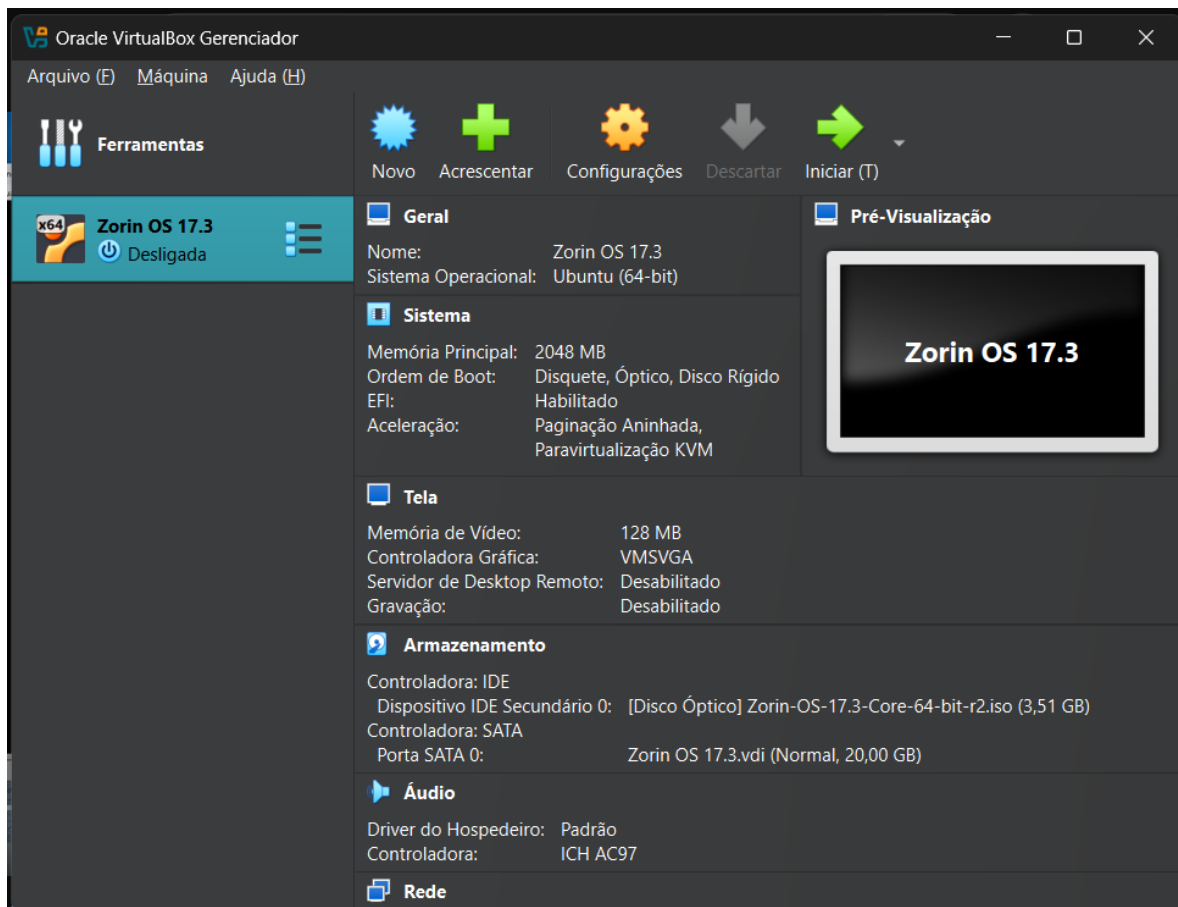 Oracle VirtualBox Gerenciador
Arquivo (F) Máquina Ajuda (H)
Ferramentas
Novo Acrescentar Configurações Descartar Iniciar (T)
x64
Zorin OS 17.3
Desligada
Geral
Nome: Zorin OS 17.3
Sistema Operacional: Ubuntu (64-bit)
Pré-Visualização
Zorin OS 17.3
Sistema
Memória Principal: 2048 MB
Ordem de Boot: Disquete, Óptico, Disco Rígido
EFI: Habilitado
Aceleração: Paginação Aninhada,
Paravirtualização KVM
Tela
Memória de Vídeo: 128 MB
Controladora Gráfica: VMSVGA
Servidor de Desktop Remoto: Desabilitado
Gravação: Desabilitado
Armazenamento
Controladora: IDE
Dispositivo IDE Secundário 0: [Disco Óptico] Zorin-OS-17.3-Core-64-bit-r2.iso (3,51 GB)
Controladora: SATA
Porta SATA 0: Zorin OS 17.3.vdi (Normal, 20,00 GB)
Áudio
Driver do Hospedeiro: Padrão
Controladora: ICH AC97
Rede